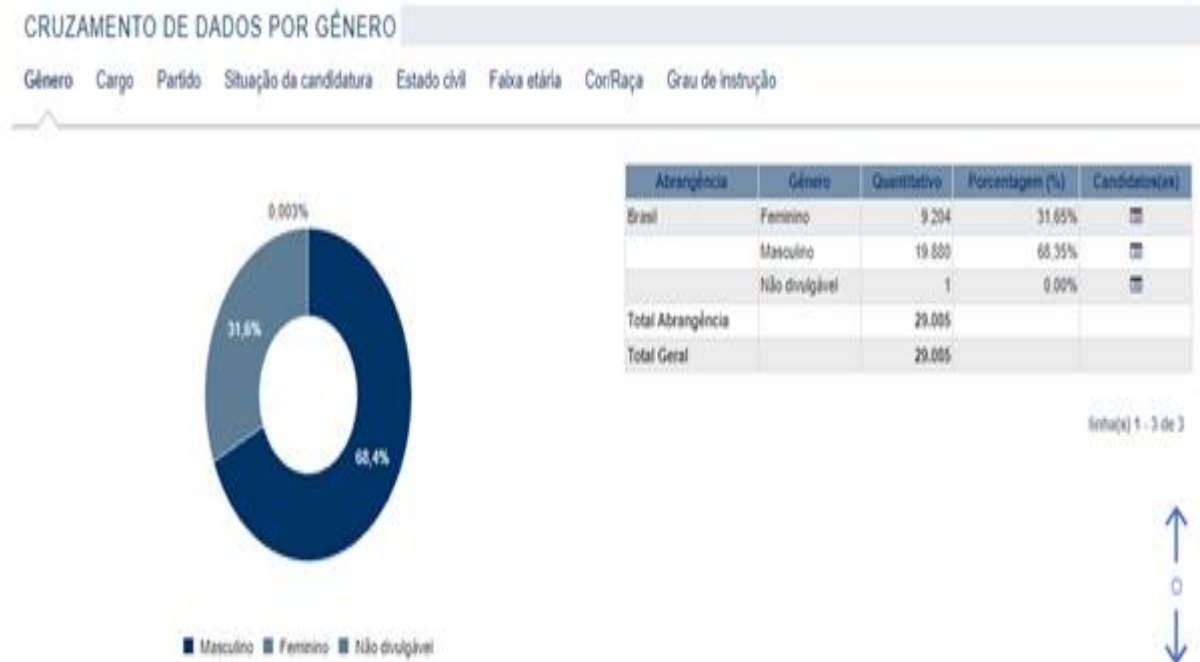 CRUZAMENTO DE DADOS POR GÊNERO
Gênero Cargo Partido Situação da candidatura Estado civil Faixa etária Cor/Raça Grau de instrução
Abrangência Gênero Quantitativo Porcentagem (%) Candidatos(as)
Brasil Feminino 9.204 31,65%
Masculino 19.880 68,35%
Não divulgável 1 0,00%
Total Abrangência 29.085
Total Geral 29.085
linha(s) 1 - 3 de 3
0,003%
31,6%
68,4%
Masculino Feminino Não divulgável